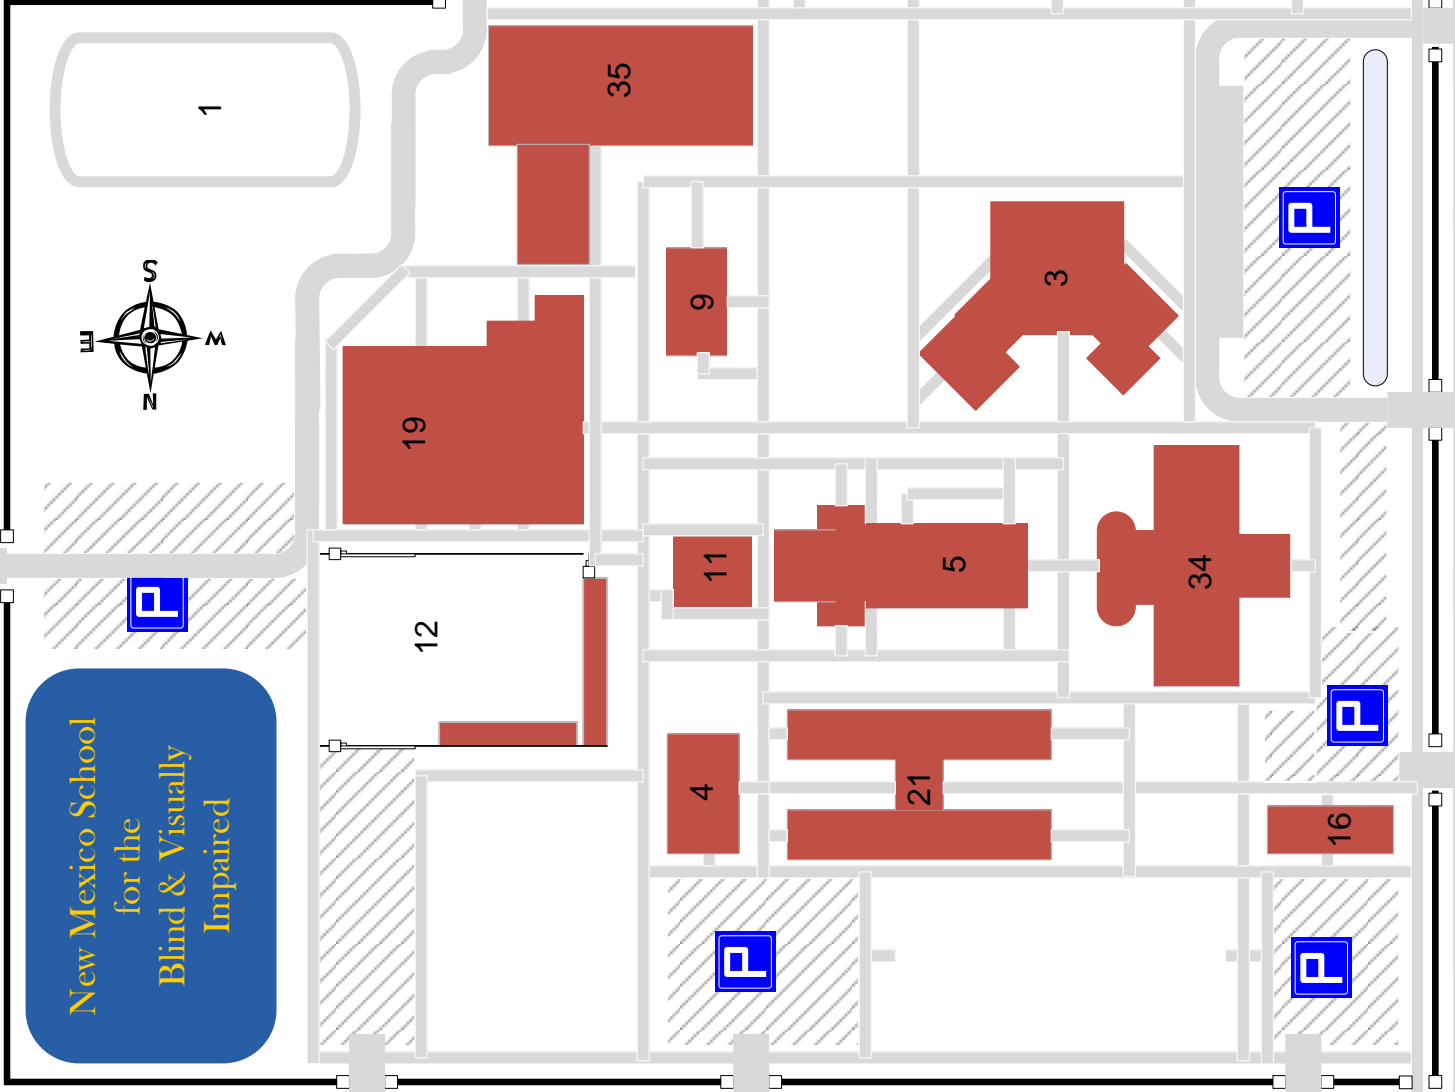 New Mexico School
for the
Blind & Visually
Impaired
1
35
S
E
W
N
9
3
19
11
5
34
12
4
21
16
P
P
P
P
P